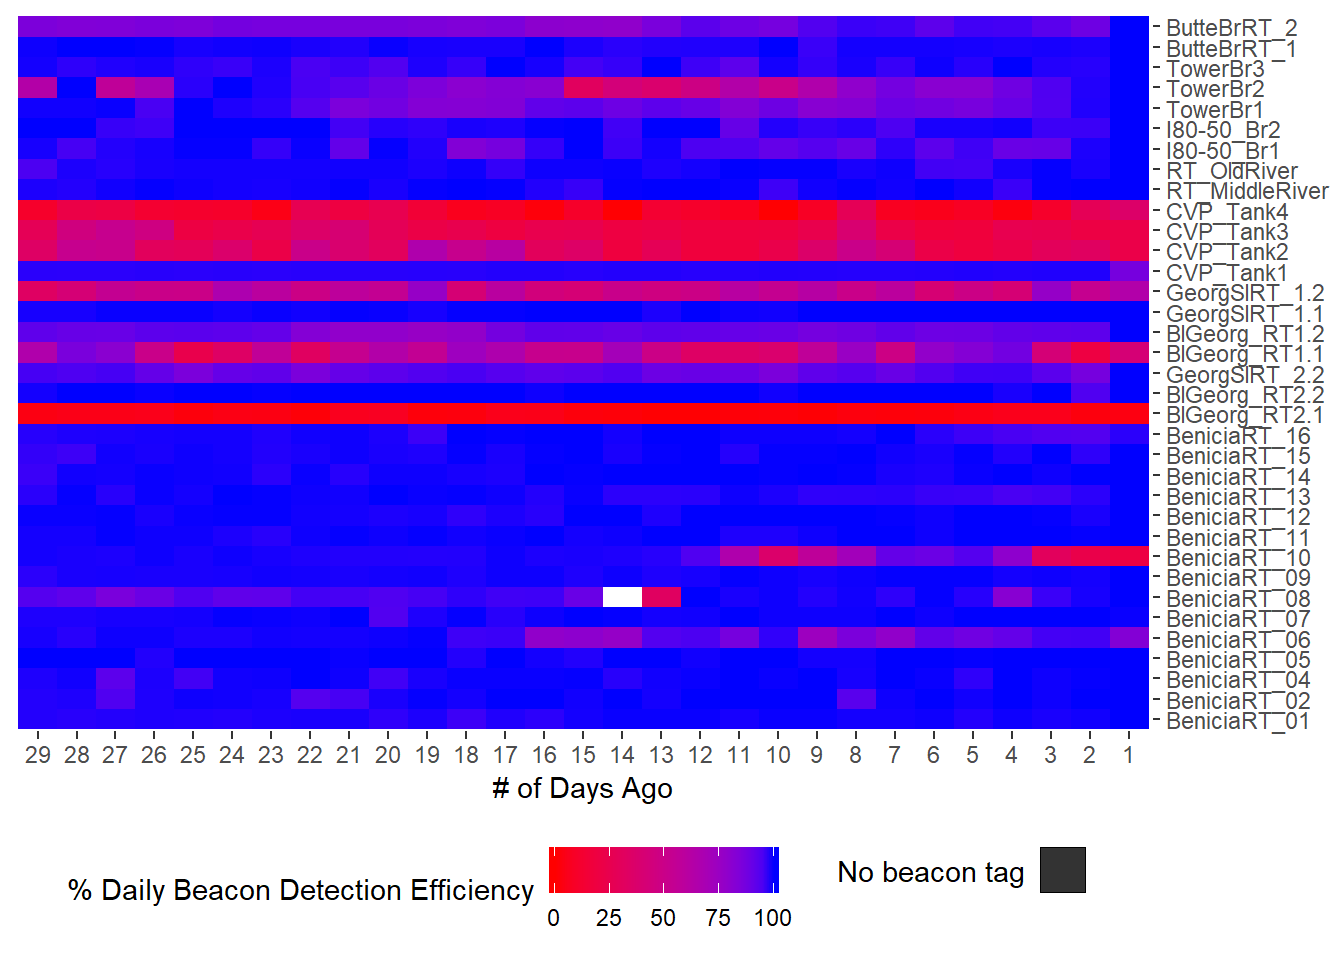 ButteBrRT_2
ButteBrRT_1
TowerBr3
TowerBr2
TowerBr1
I80-50_Br2
I80-50_Br1
RT_OldRiver
RT_MiddleRiver
CVP_Tank4
CVP_Tank3
CVP_Tank2
CVP_Tank1
GeorgSlRT_1.2
GeorgSlRT_1.1
BlGeorg_RT1.2
BlGeorg_RT1.1
GeorgSlRT_2.2
BlGeorg_RT2.2
BlGeorg_RT2.1
BeniciaRT_16
BeniciaRT_15
BeniciaRT_14
BeniciaRT_13
BeniciaRT_12
BeniciaRT_11
BeniciaRT_10
BeniciaRT_09
BeniciaRT_08
BeniciaRT_07
BeniciaRT_06
BeniciaRT_05
BeniciaRT_04
BeniciaRT_02
BeniciaRT_01
29 28 27 26 25 24 23 22 21 20 19 18 17 16 15 14 13 12 11 10 9 8 7 6 5 4 3 2 1
# of Days Ago
% Daily Beacon Detection Efficiency
0 25 50 75 100
No beacon tag